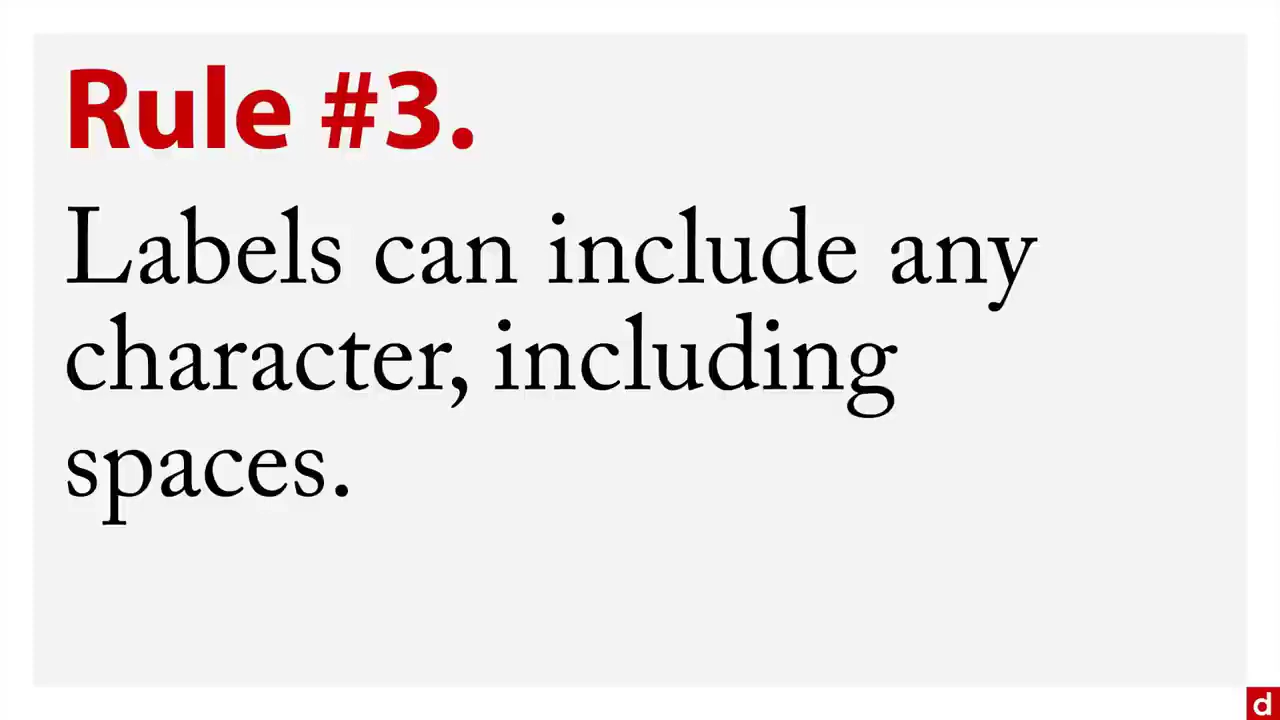 Rule #3.
Labels can include any
character, including
spaces.
d